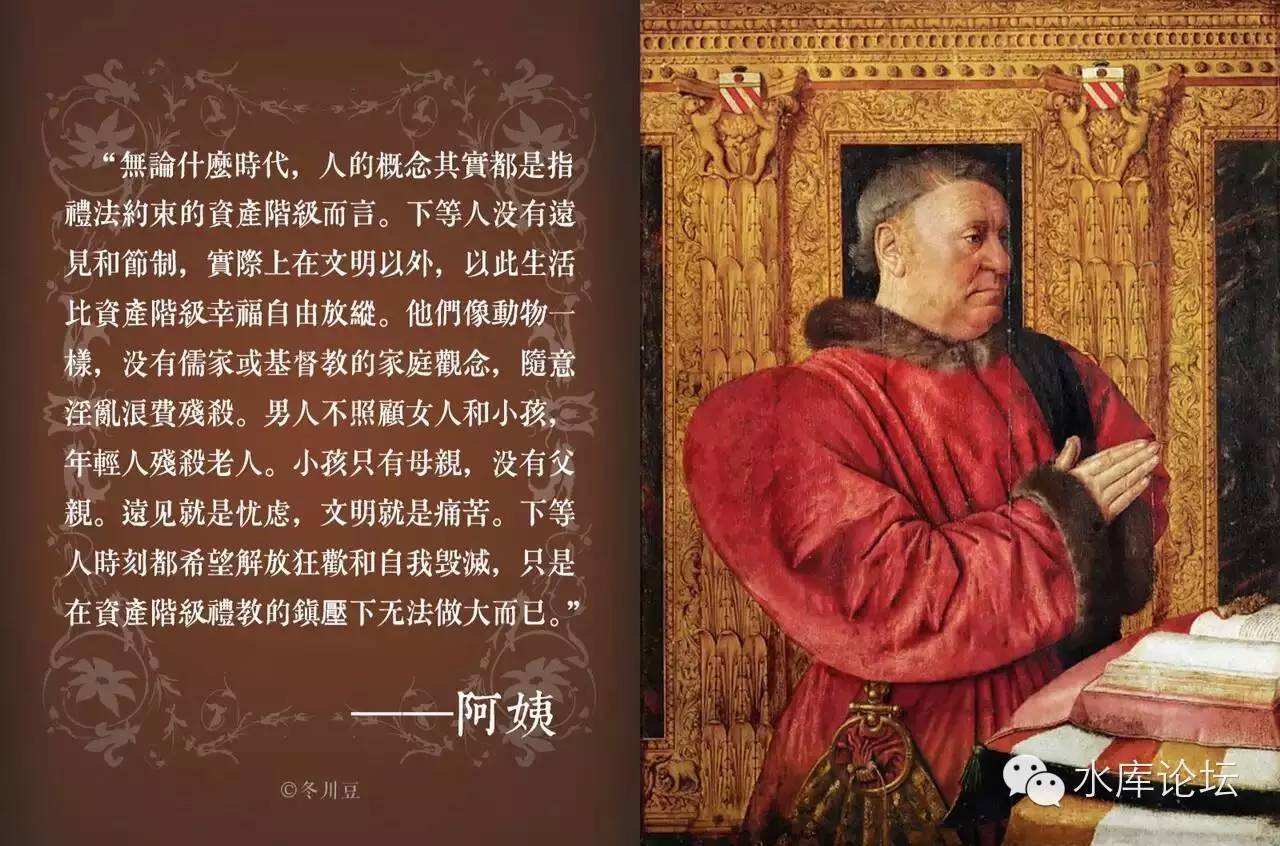 “無論什麼時代，人的概念其實都是指
禮法約束的資產階級而言。下等人没有遠
見和節制，實際上在文明以外，以此生活
比資產階級幸福自由放縱。他們像動物一
樣，没有儒家或基督教的家庭觀念，隨意
淫亂浪費殘殺。男人不照顧女人和小孩，
年輕人殘殺老人。小孩只有母親，没有父
親。遠见就是忧虑，文明就是痛苦。下等
人時刻都希望解放狂歡和自我毁滅，只是
在資產階級禮教的鎮壓下无法做大而已。”
——阿姨
©冬川豆
水库论坛